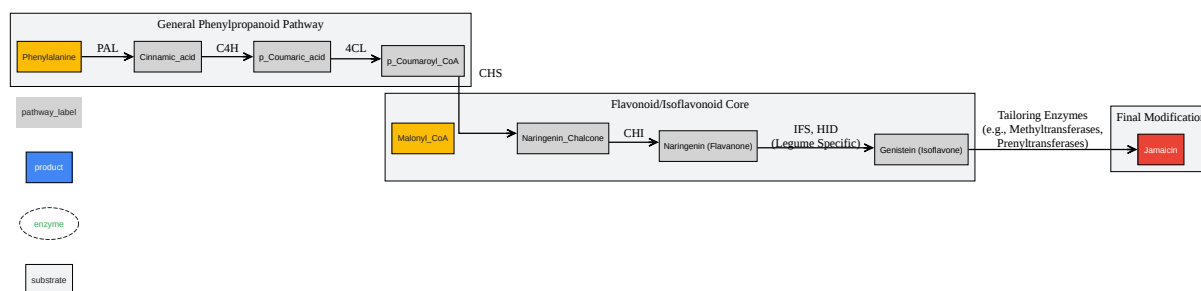 General Phenylpropanoid Pathway
Phenylalanine
PAL
Cinnamic_acid
C4H
p_Coumaric_acid
4CL
p_Coumaroyl_CoA
CHS
Flavonoid/Isoflavonoid Core
Malonyl_CoA
Naringenin_Chalcone
CHI
Naringenin (Flavanone)
IFS, HID
(Legume Specific)
Genistein (Isoflavone)
Tailoring Enzymes
(e.g., Methyltransferases,
Prenyltransferases)
Final Modification
Jamaicin
pathway_label
product
enzyme
substrate